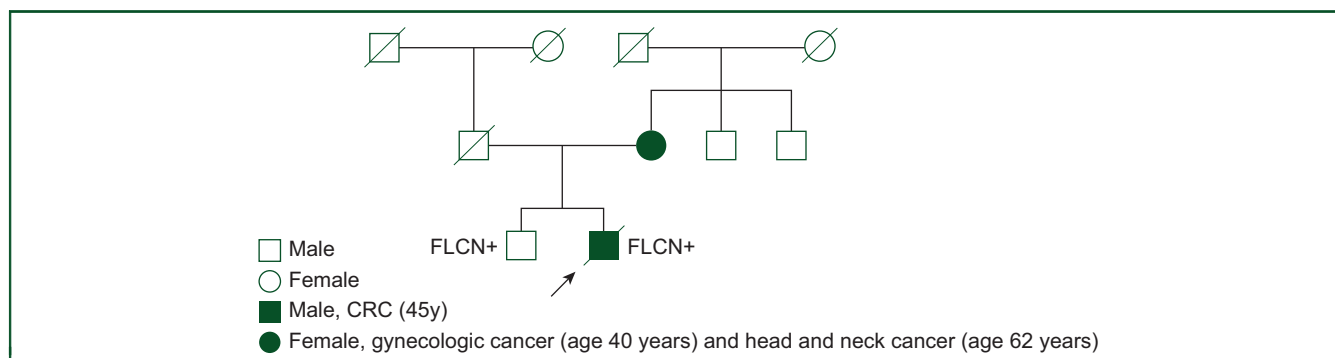 FLCN+ FLCN+
Male
Female
Male, CRC (45y)
Female, gynecologic cancer (age 40 years) and head and neck cancer (age 62 years)